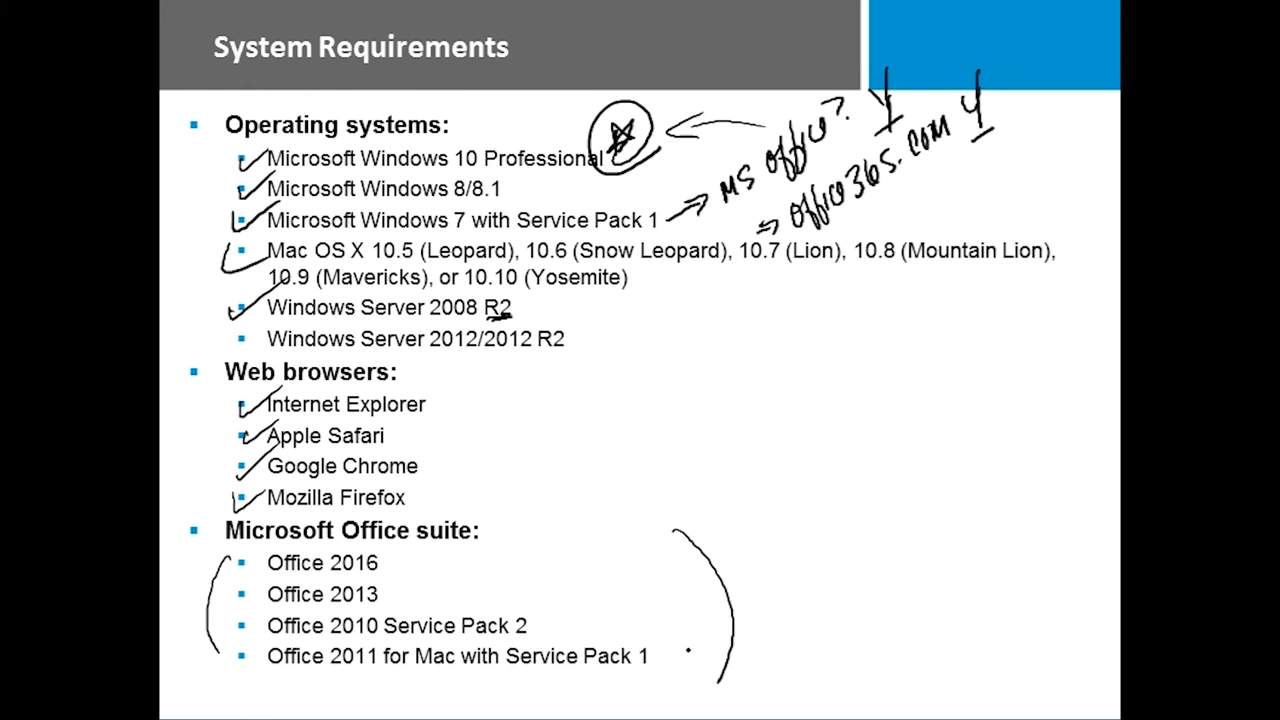 System Requirements
Operating systems:
Microsoft Windows 10 Professional
Microsoft Windows 8/8.1
Microsoft Windows 7 with Service Pack 1
MS Office?
Office365.com
Mac OS X 10.5 (Leopard), 10.6 (Snow Leopard), 10.7 (Lion), 10.8 (Mountain Lion),
10.9 (Mavericks), or 10.10 (Yosemite)
Windows Server 2008 R2
Windows Server 2012/2012 R2
Web browsers:
Internet Explorer
Apple Safari
Google Chrome
Mozilla Firefox
Microsoft Office suite:
Office 2016
Office 2013
Office 2010 Service Pack 2
Office 2011 for Mac with Service Pack 1